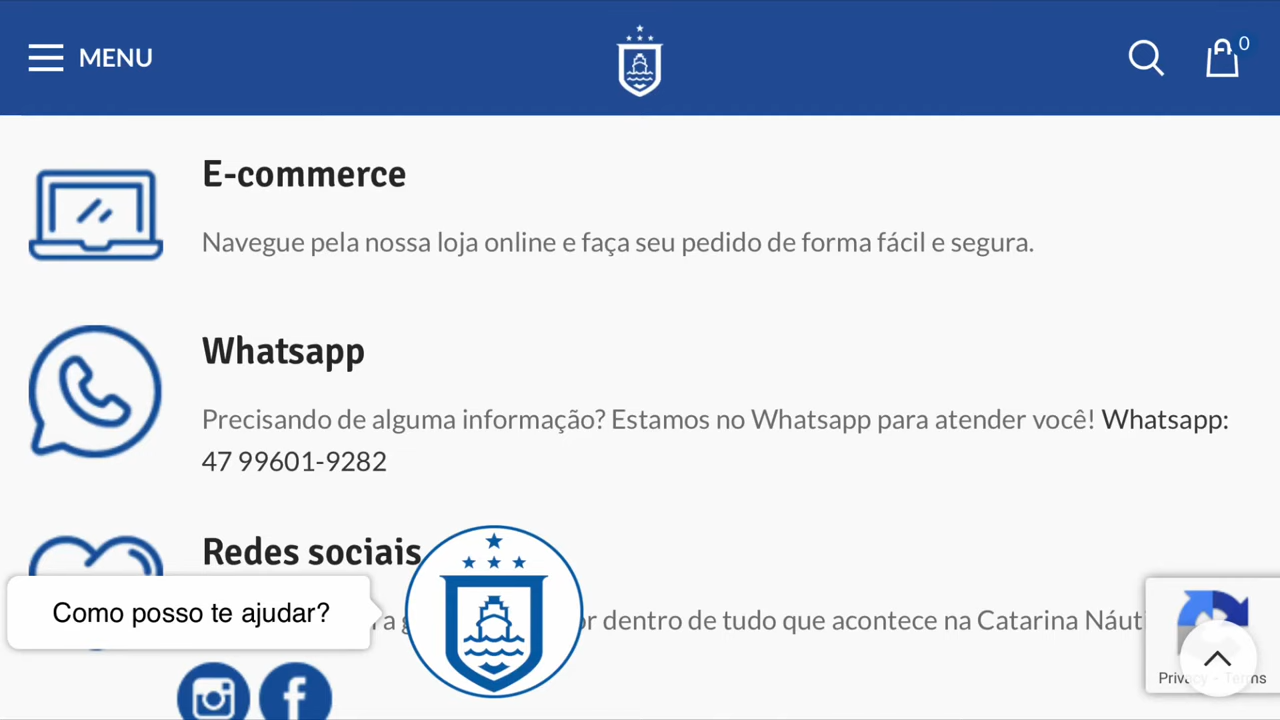 MENU
0
E-commerce
Navegue pela nossa loja online e faça seu pedido de forma fácil e segura.
Whatsapp
Precisando de alguma informação? Estamos no Whatsapp para atender você! Whatsapp:
47 99601-9282
Redes sociais
Como posso te ajudar?
dentro de tudo que acontece na Catarina
Privacy - Terms